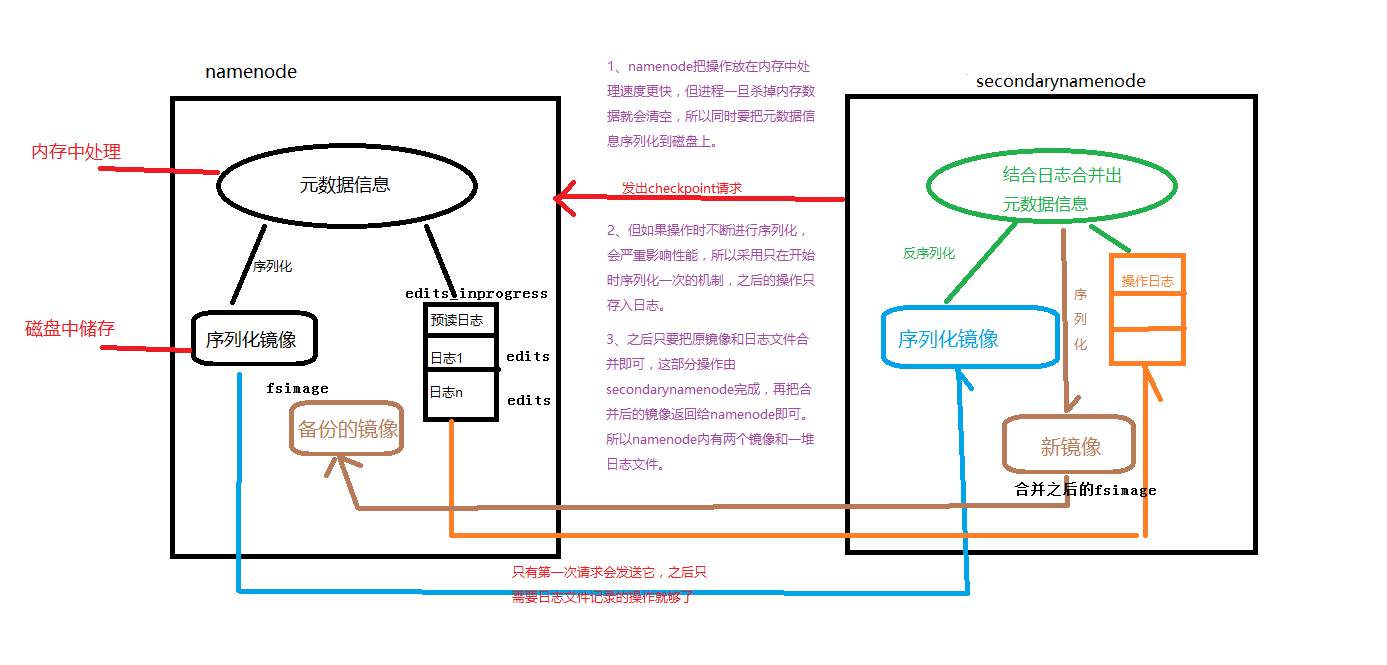 namenode
内存中处理
元数据信息
序列化
edits_inprogress
预读日志
日志1
edits
日志n
edits
磁盘中储存
序列化镜像
fsimage
备份的镜像
1、namenode把操作放在内存中处
理速度更快，但进程一旦杀掉内存数
据就会清空，所以同时要把元数据信
息序列化到磁盘上。
发出checkpoint请求
2、但如果操作时不断进行序列化，
会严重影响性能，所以采用只在开始
时序列化一次的机制，之后的操作只
存入日志。
3、之后只要把原镜像和日志文件合
并即可，这部分操作由
secondarynamenode完成，再把合
并后的镜像返回给namenode即可。
所以namenode内有两个镜像和一堆
日志文件。
只有第一次请求会发送它，之后只
需要日志文件记录的操作就够了
secondarynamenode
结合日志合并出
元数据信息
反序列化
序列化镜像
序
列
化
操作日志
新镜像
合并之后的fsimage